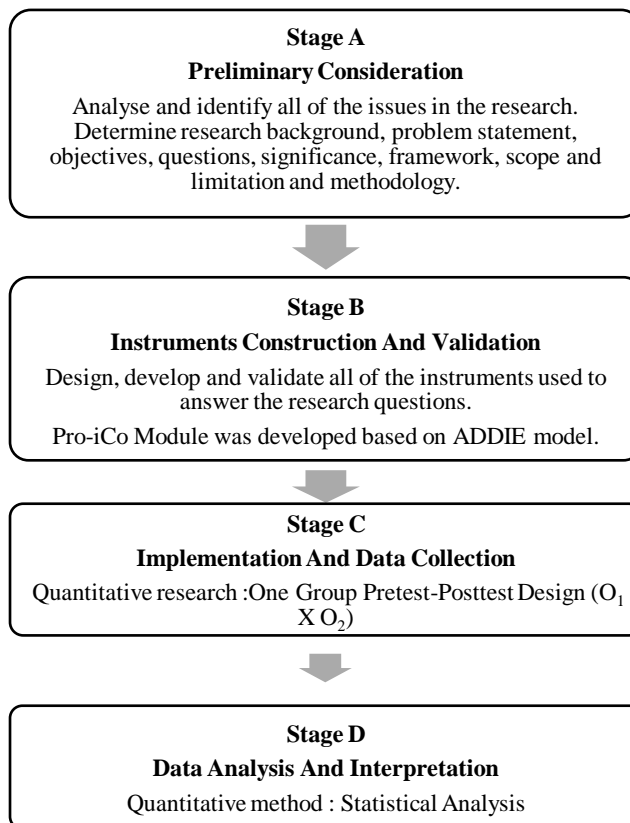 Stage A
Preliminary Consideration
Analyse and identify all of the issues in the research.
Determine research background, problem statement,
objectives, questions, significance, framework, scope and
limitation and methodology.
Stage B
Instruments Construction And Validation
Design, develop and validate all of the instruments used to
answer the research questions.
Pro-iCo Module was developed based on ADDIE model.
Stage C
Implementation And Data Collection
Quantitative research :One Group Pretest-Posttest Design (O₁
X O₂)
Stage D
Data Analysis And Interpretation
Quantitative method : Statistical Analysis